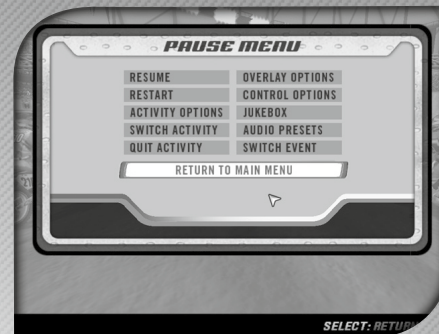 PAUSE MENU
RESUME
OVERLAY OPTIONS
RESTART
CONTROL OPTIONS
ACTIVITY OPTIONS
JUKEBOX
SWITCH ACTIVITY
AUDIO PRESETS
QUIT ACTIVITY
SWITCH EVENT
RETURN TO MAIN MENU
SELECT: RETURN